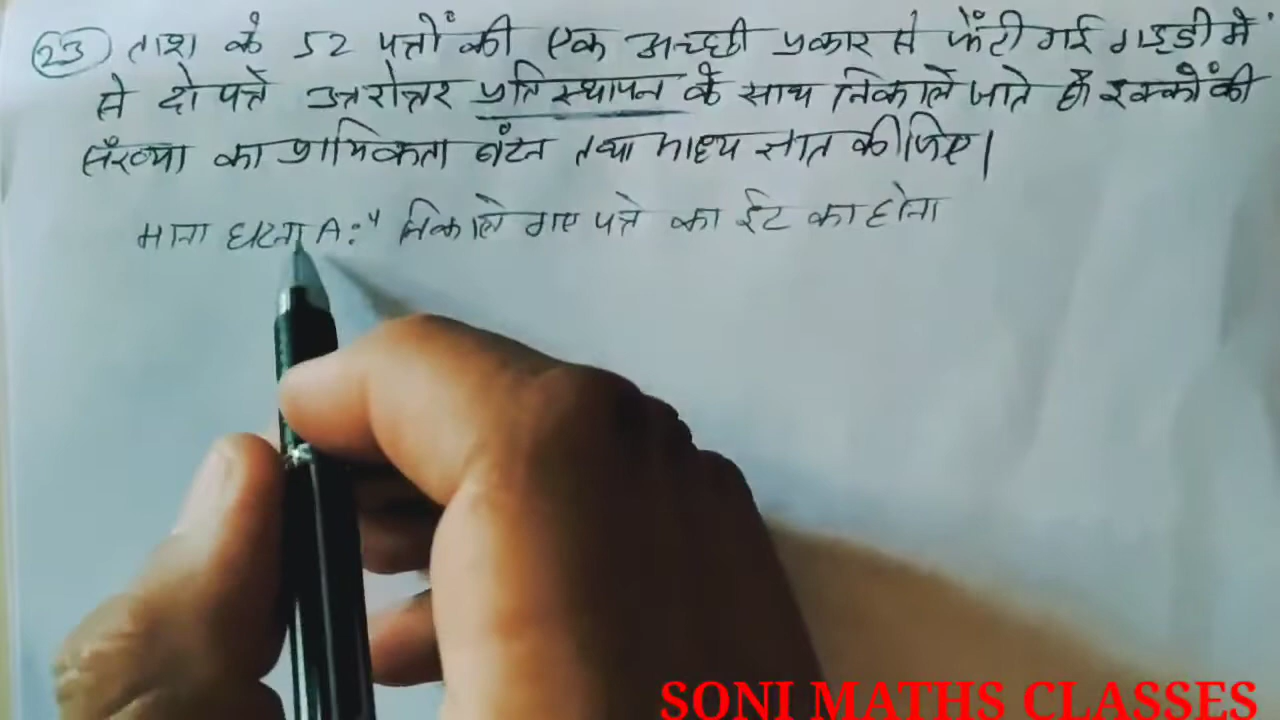 (23) ताश के 52 पत्तों की एक अच्छी प्रकार से फेंटी गई गड्डी में
से दो पत्ते उत्तरोत्तर प्रतिस्थापन के साथ निकाले जाते हैं। इक्कों की
संख्या का प्रायिकता बंटन तथा माध्य ज्ञात कीजिए।
माना घटना A:" निकाले गए पत्ते का ईंट का होना
SONI MATHS CLASSES